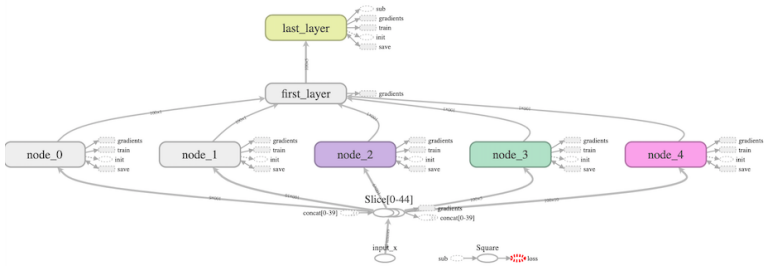 sub
last_layer
gradients
train
init
save
first_layer
gradients
node_0
gradients
train
init
save
node_1
gradients
train
init
save
node_2
gradients
train
init
save
node_3
gradients
train
init
save
node_4
gradients
train
init
save
Slice[0-44]
concat[0-39]
gradients
concat[0-39]
input_x
sub
Square
loss